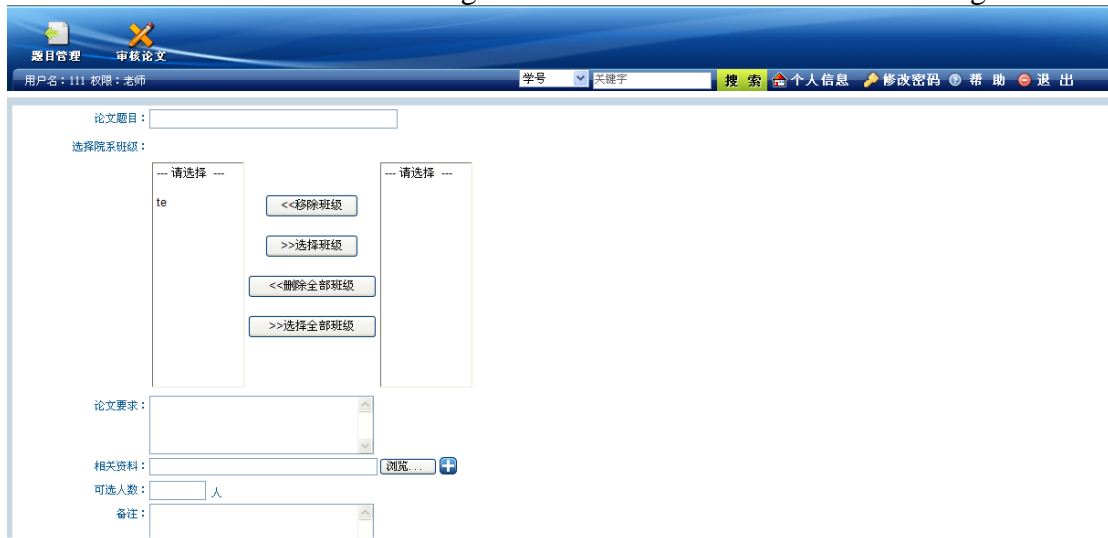 题目管理 审核论文
用户名：111 权限：老师 学号 关键字 搜 索 个人信息 修改密码 帮 助 退 出
论文题目：
选择院系班级：
--- 请选择 --- --- 请选择 ---
te <<移除班级
>>选择班级
<<删除全部班级
>>选择全部班级
论文要求：
相关资料： 浏览...
可选人数： 人
备注：